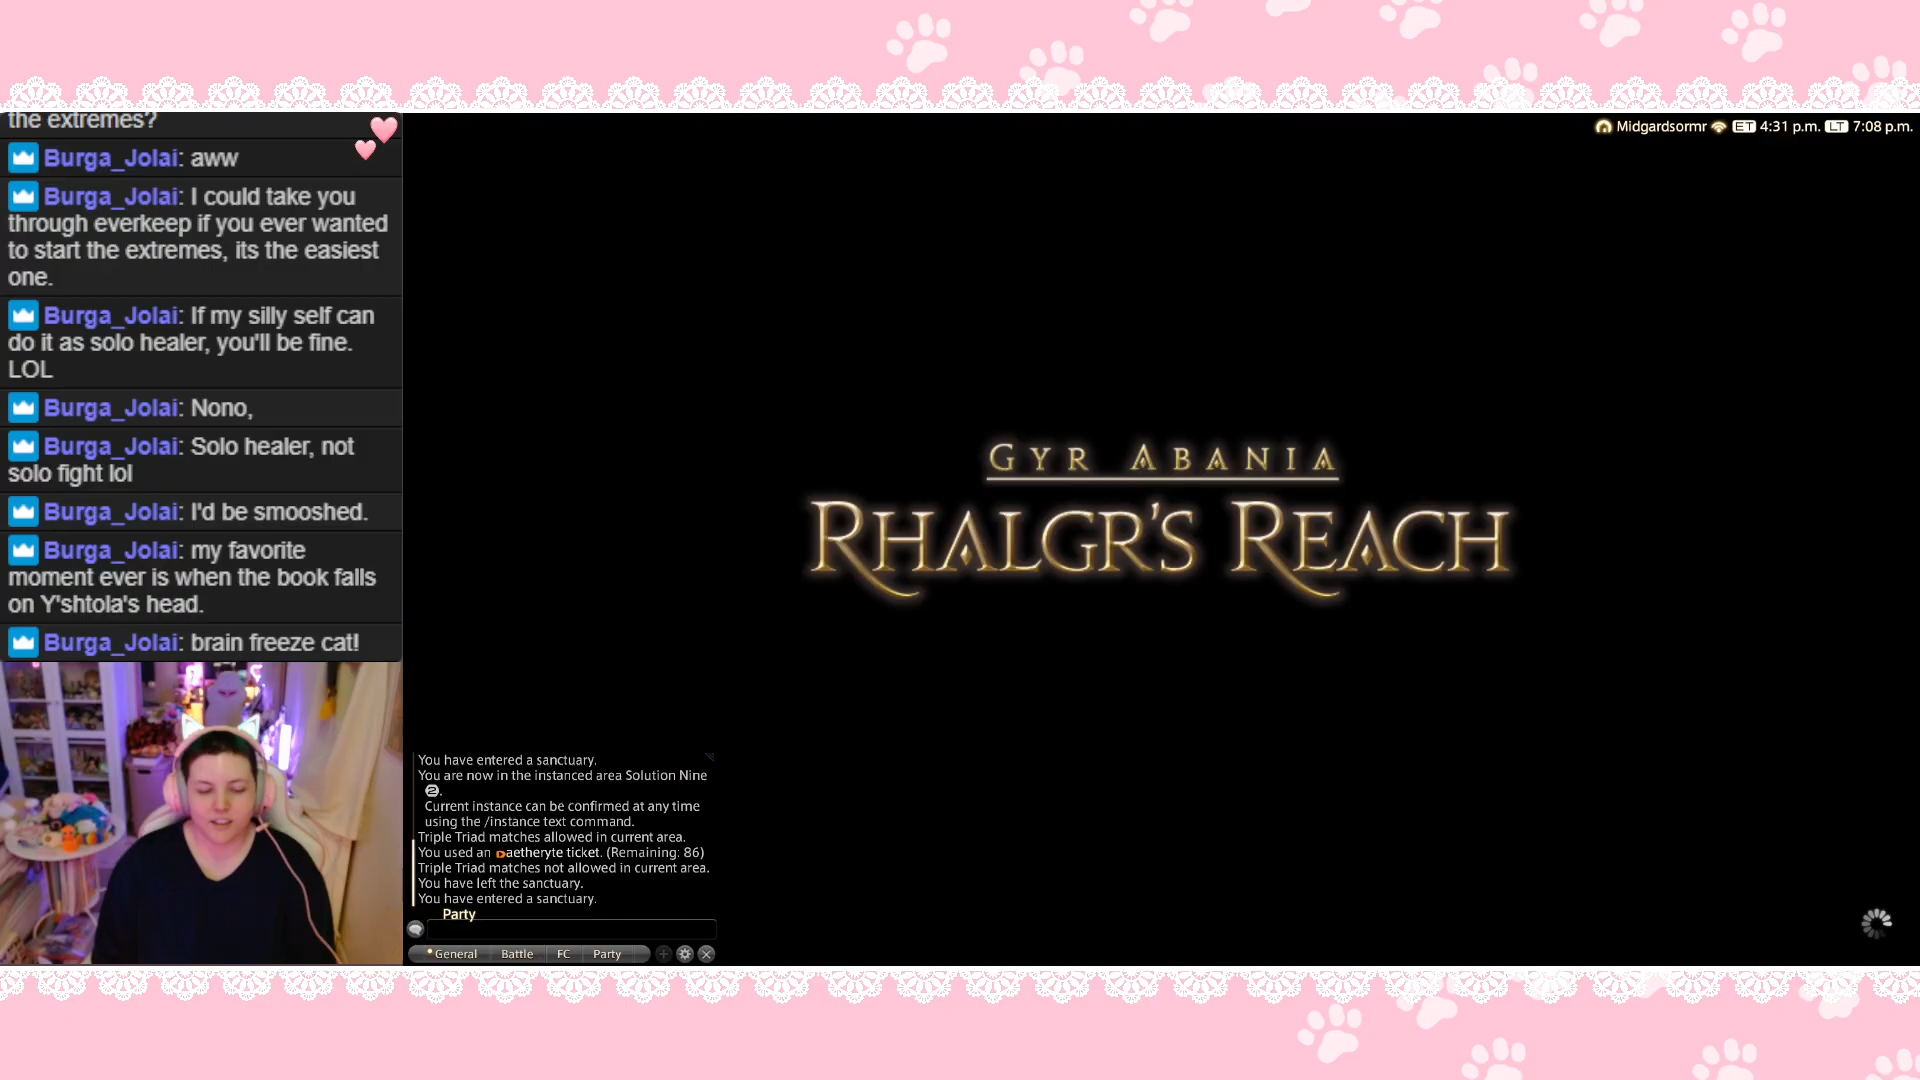 the extremes?
Burga_Jolai: aww
Burga_Jolai: I could take you
through everkeep if you ever wanted
to start the extremes, its the easiest
one.
Burga_Jolai: If my silly self can
do it as solo healer, you'll be fine.
LOL
Burga_Jolai: Nono,
Burga_Jolai: Solo healer, not
solo fight lol
Burga_Jolai: I'd be smooshed.
Burga_Jolai: my favorite
moment ever is when the book falls
on Y'shtola's head.
Burga_Jolai: brain freeze cat!
Midgardsormr ET 4:31 p.m. LT 7:08 p.m.
GYR ABANIA
RHALGR'S REACH
You have entered a sanctuary.
You are now in the instanced area Solution Nine
2.
Current instance can be confirmed at any time
using the /instance text command.
Triple Triad matches allowed in current area.
You used an aetheryte ticket. (Remaining: 86)
Triple Triad matches not allowed in current area.
You have left the sanctuary.
You have entered a sanctuary.
Party
General Battle FC Party